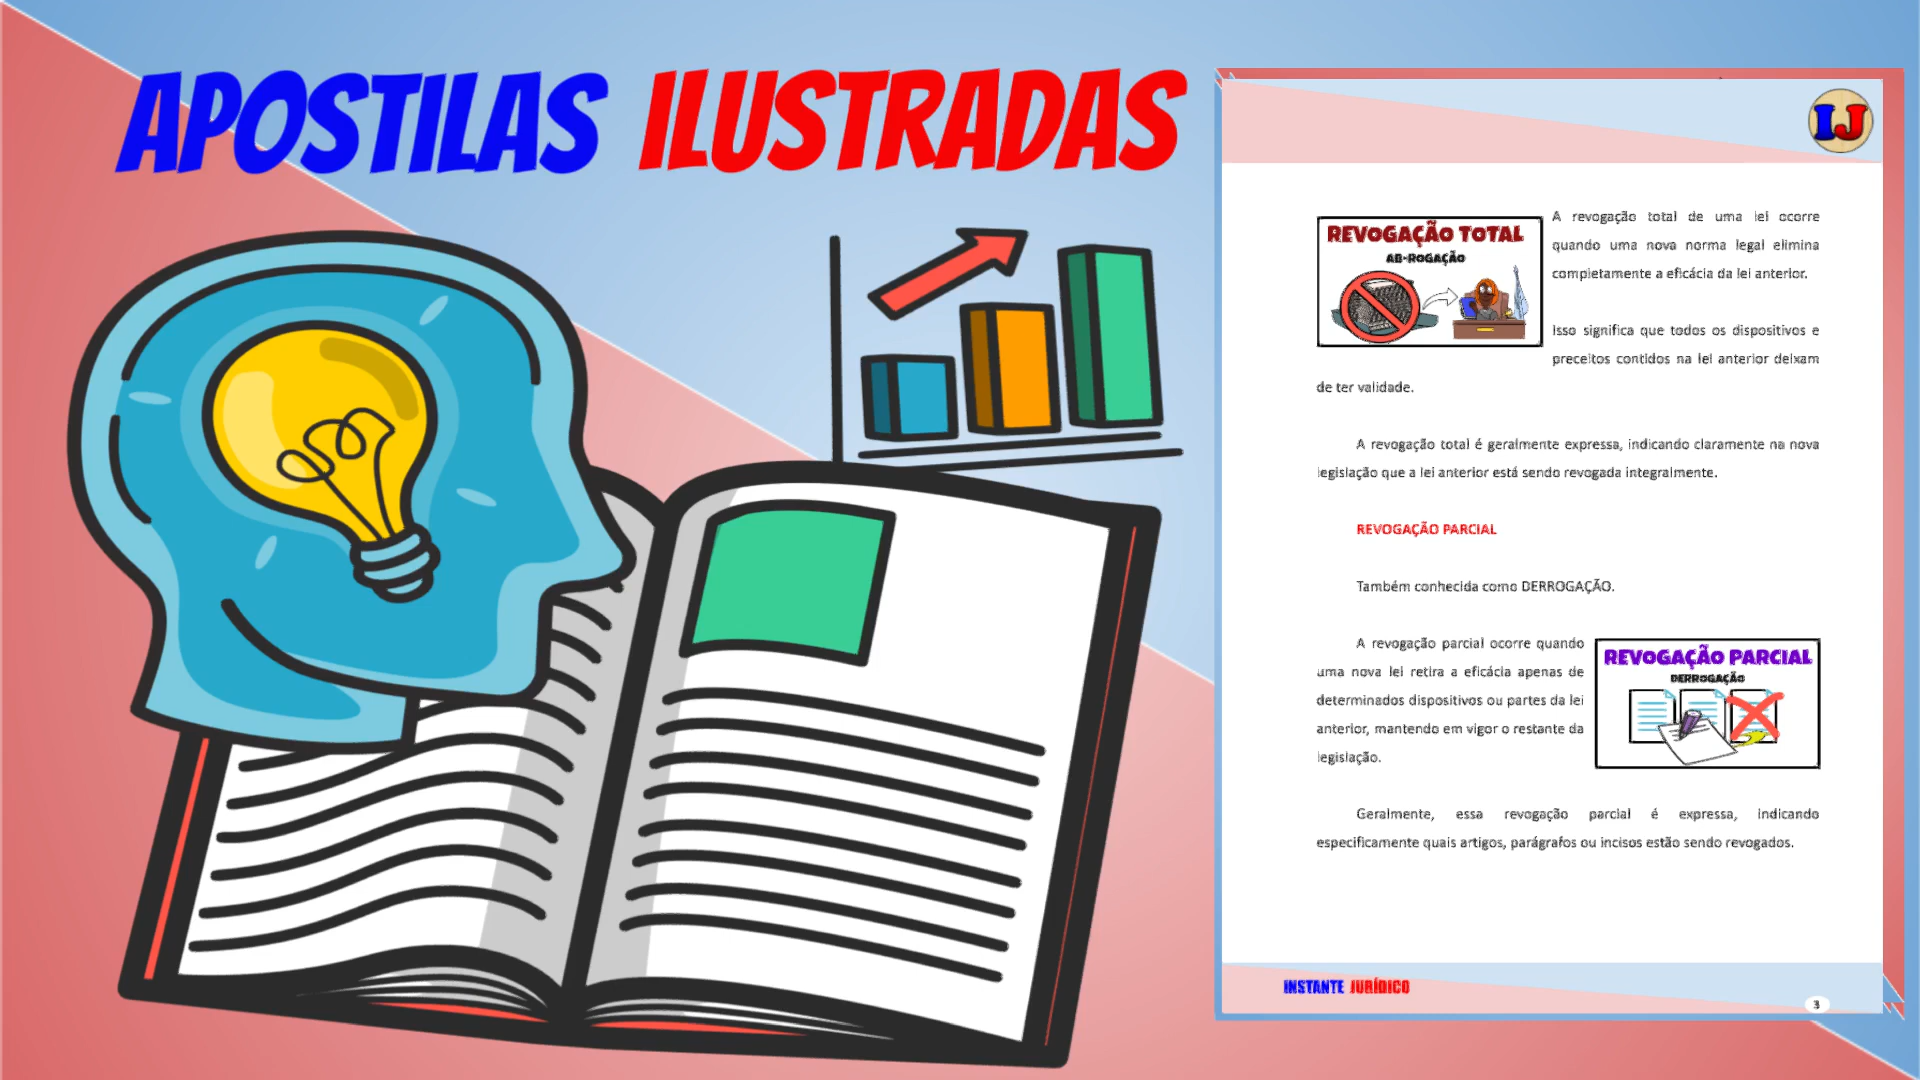 APOSTILAS ILUSTRADAS
IJ
REVOGAÇÃO TOTAL
AB-ROGAÇÃO
A revogação total de uma lei ocorre
quando uma nova norma legal elimina
completamente a eficácia da lei anterior.
Isso significa que todos os dispositivos e
preceitos contidos na lei anterior deixam
de ter validade.
A revogação total é geralmente expressa, indicando claramente na nova
legislação que a lei anterior está sendo revogada integralmente.
REVOGAÇÃO PARCIAL
Também conhecida como DERROGAÇÃO.
A revogação parcial ocorre quando
uma nova lei retira a eficácia apenas de
determinados dispositivos ou partes da lei
anterior, mantendo em vigor o restante da
legislação.
REVOGAÇÃO PARCIAL
DERROGAÇÃO
Geralmente, essa revogação parcial é expressa, indicando
especificamente quais artigos, parágrafos ou incisos estão sendo revogados.
INSTANTE JURÍDICO
3